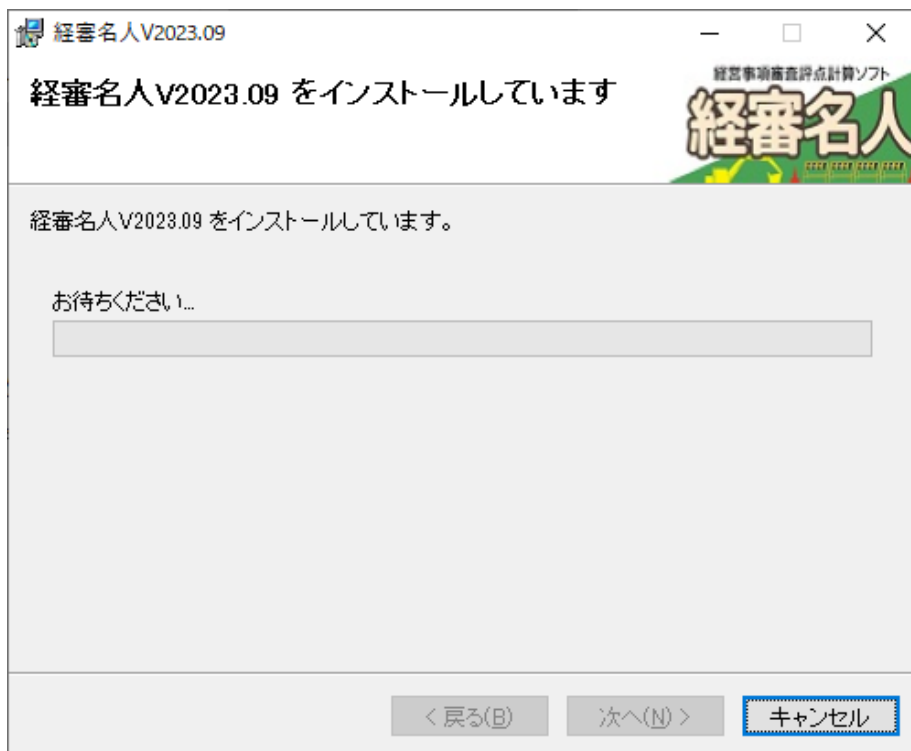 経審名人V2023.09
経審名人V2023.09 をインストールしています
経営事項審査評点計算ソフト
経審名人
経審名人V2023.09 をインストールしています。
お待ちください...
< 戻る(B)
次へ(N) >
キャンセル